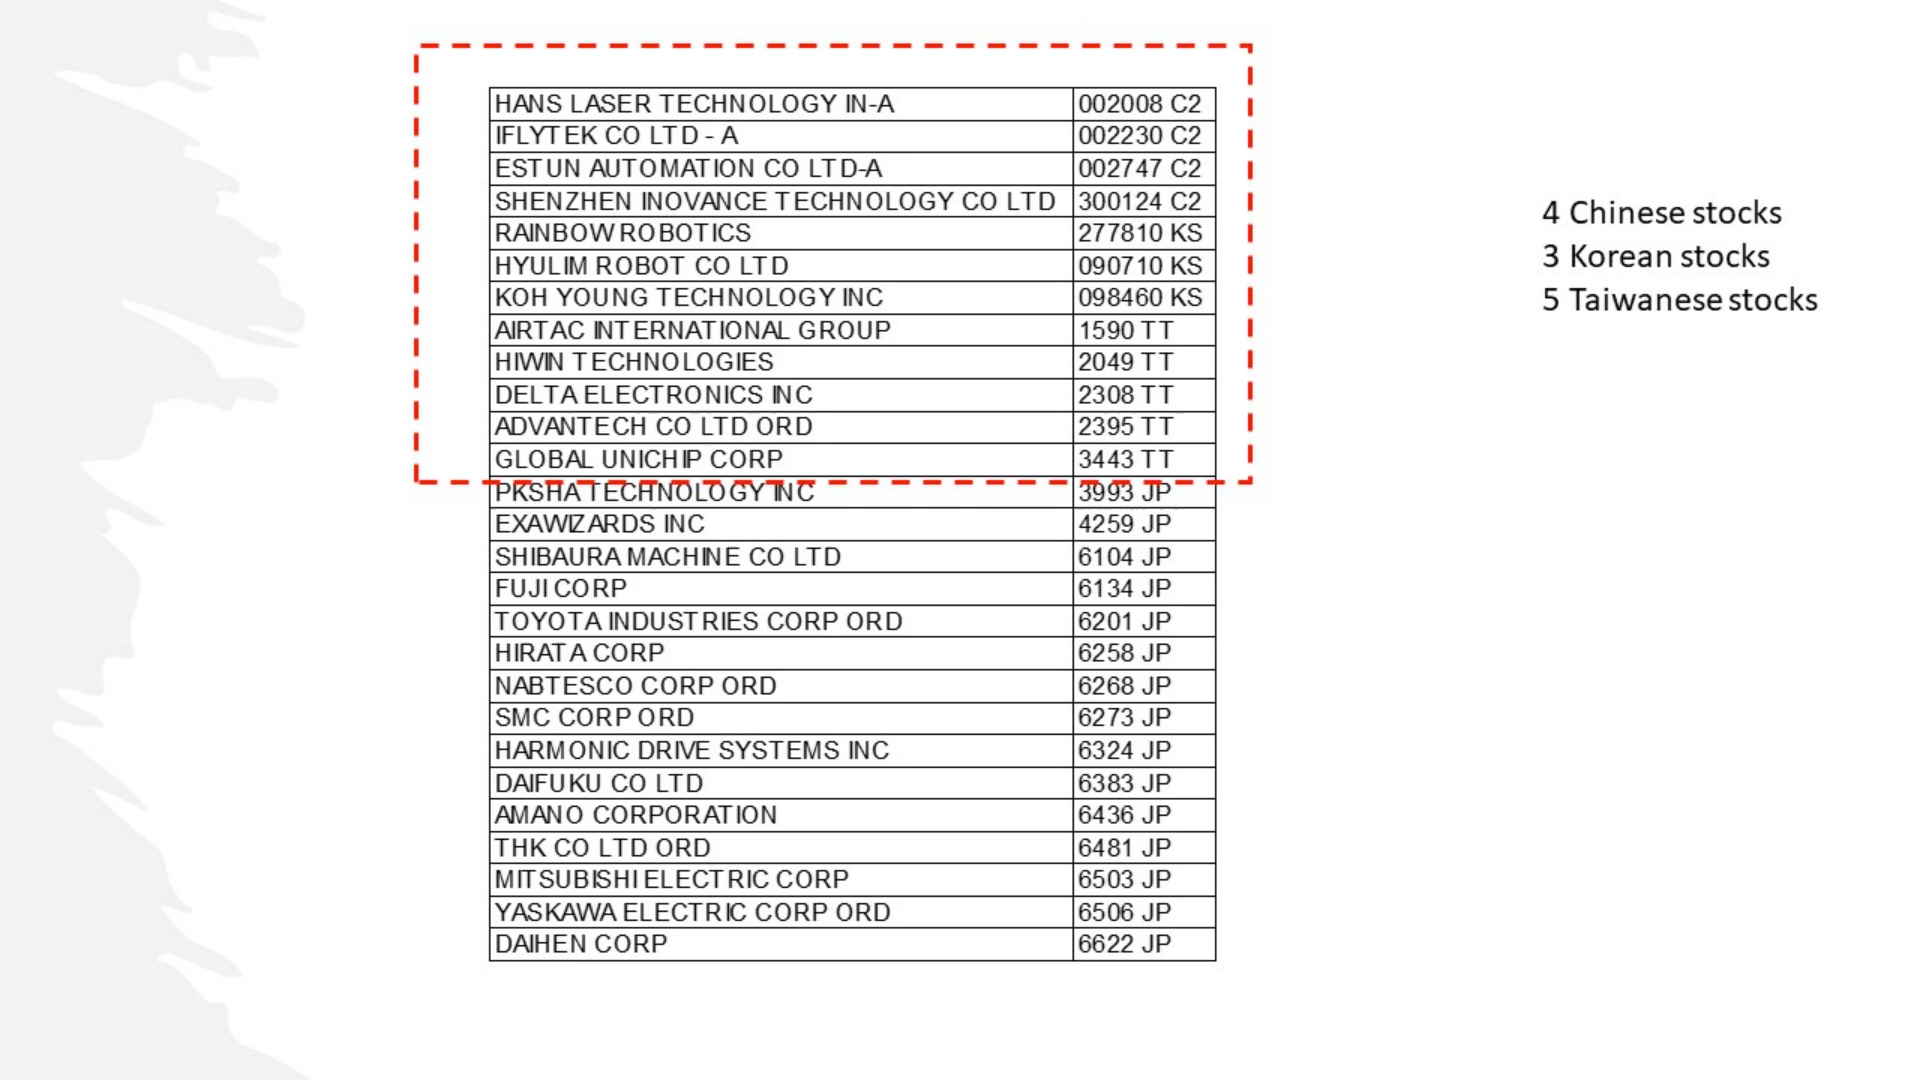 HANS LASER TECHNOLOGY IN-A 002008 C2
IFLYTEK CO LTD - A 002230 C2
ESTUN AUTOMATION CO LTD-A 002747 C2
SHENZHEN INOVANCE TECHNOLOGY CO LTD 300124 C2
RAINBOW ROBOTICS 277810 KS
HYULIM ROBOT CO LTD 090710 KS
KOH YOUNG TECHNOLOGY INC 098460 KS
AIRTAC INTERNATIONAL GROUP 1590 TT
HIWIN TECHNOLOGIES 2049 TT
DELTA ELECTRONICS INC 2308 TT
ADVANTECH CO LTD ORD 2395 TT
GLOBAL UNICHIP CORP 3443 TT
PKSHA TECHNOLOGY INC 3993 JP
EXAWIZARDS INC 4259 JP
SHIBAURA MACHINE CO LTD 6104 JP
FUJI CORP 6134 JP
TOYOTA INDUSTRIES CORP ORD 6201 JP
HIRATA CORP 6258 JP
NABTESCO CORP ORD 6268 JP
SMC CORP ORD 6273 JP
HARMONIC DRIVE SYSTEMS INC 6324 JP
DAIFUKU CO LTD 6383 JP
AMANO CORPORATION 6436 JP
THK CO LTD ORD 6481 JP
MITSUBISHI ELECTRIC CORP 6503 JP
YASKAWA ELECTRIC CORP ORD 6506 JP
DAIHEN CORP 6622 JP
4 Chinese stocks
3 Korean stocks
5 Taiwanese stocks